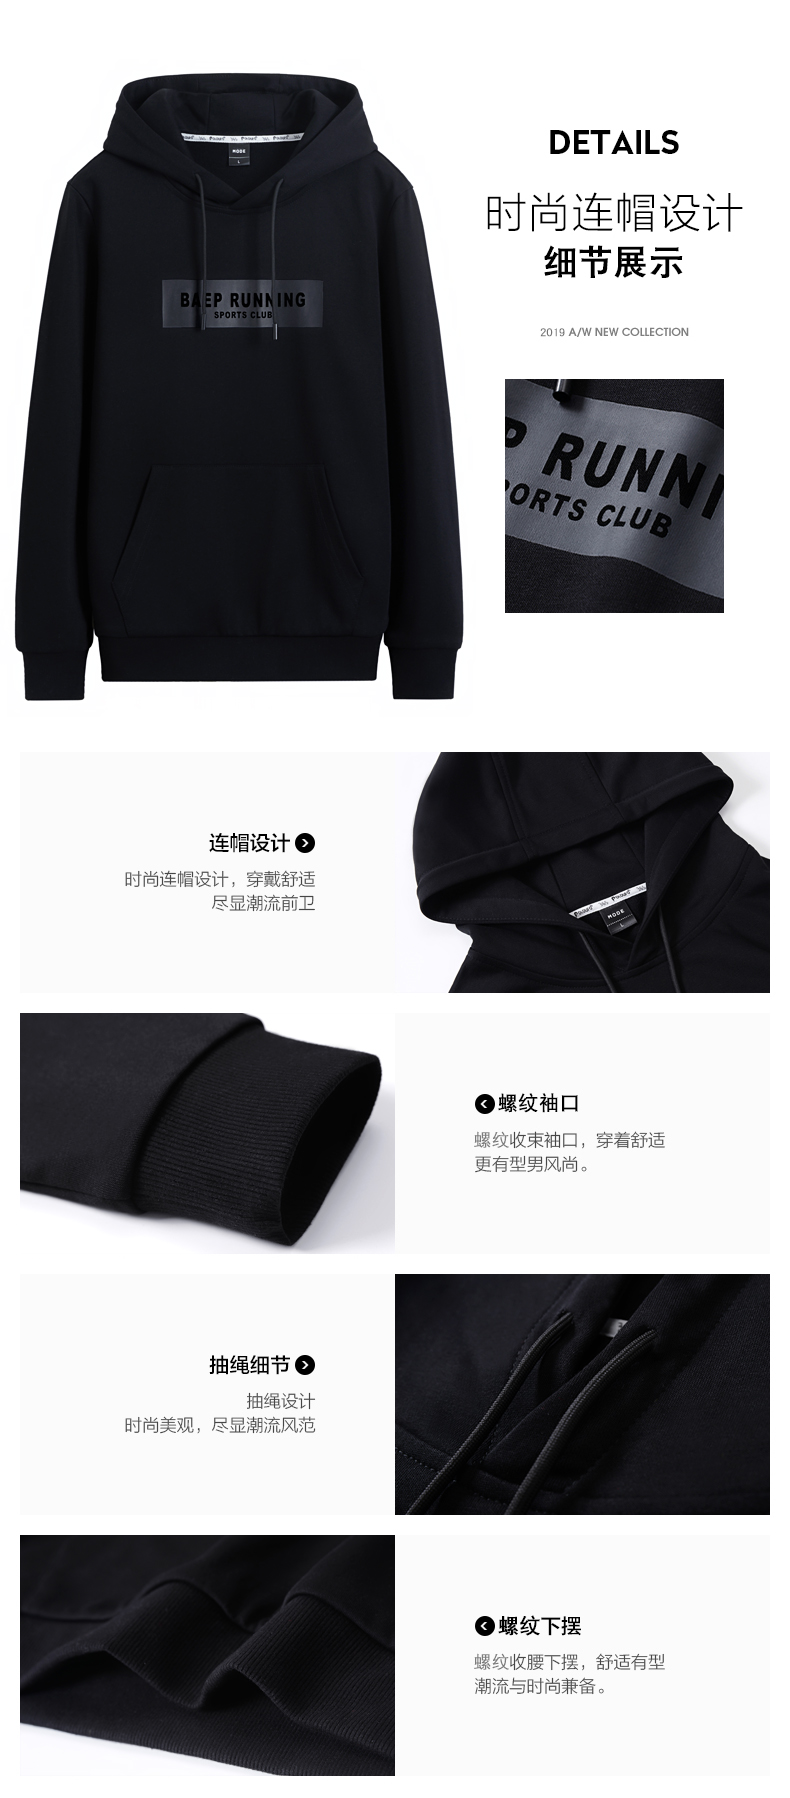 MODE
L
BAEP RUNNING
SPORTS CLUB
DETAILS
时尚连帽设计
细节展示
2019 A/W NEW COLLECTION
P RUNNI
PORTS CLUB
连帽设计
时尚连帽设计，穿戴舒适
尽显潮流前卫
MODE
L
螺纹袖口
螺纹收束袖口，穿着舒适
更有型男风尚。
抽绳细节
抽绳设计
时尚美观，尽显潮流风范
螺纹下摆
螺纹收腰下摆，舒适有型
潮流与时尚兼备。